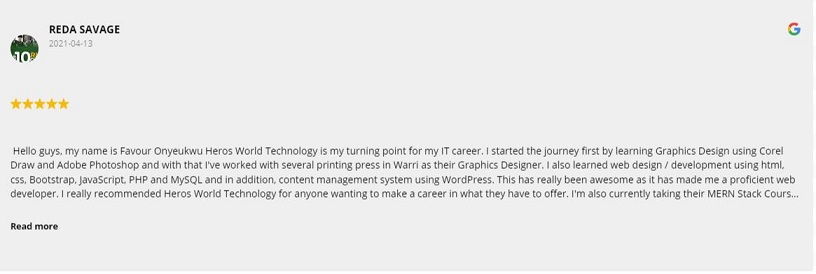 REDA SAVAGE
2021-04-13
10
Hello guys, my name is Favour Onyeukwu Heros World Technology is my turning point for my IT career. I started the journey first by learning Graphics Design using Corel
Draw and Adobe Photoshop and with that I've worked with several printing press in Warri as their Graphics Designer. I also learned web design / development using html,
css, Bootstrap, JavaScript, PHP and MySQL and in addition, content management system using WordPress. This has really been awesome as it has made me a proficient web
developer. I really recommended Heros World Technology for anyone wanting to make a career in what they have to offer. I'm also currently taking their MERN Stack Cours...
Read more